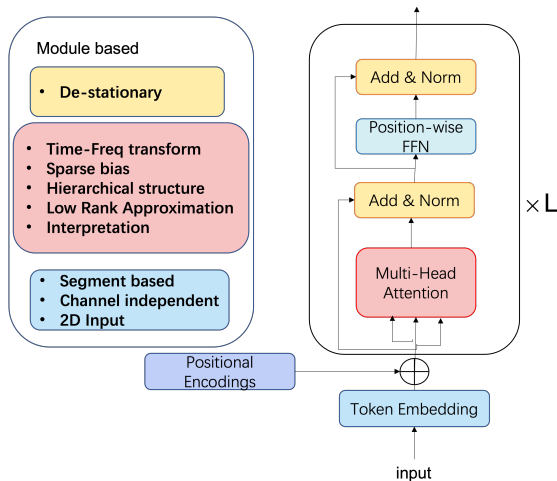 Module based
• De-stationary
• Time-Freq transform
• Sparse bias
• Hierarchical structure
• Low Rank Approximation
• Interpretation
• Segment based
• Channel independent
• 2D Input
Add & Norm
Position-wise
FFN
Add & Norm
× L
Multi-Head
Attention
Positional
Encodings
Token Embedding
input